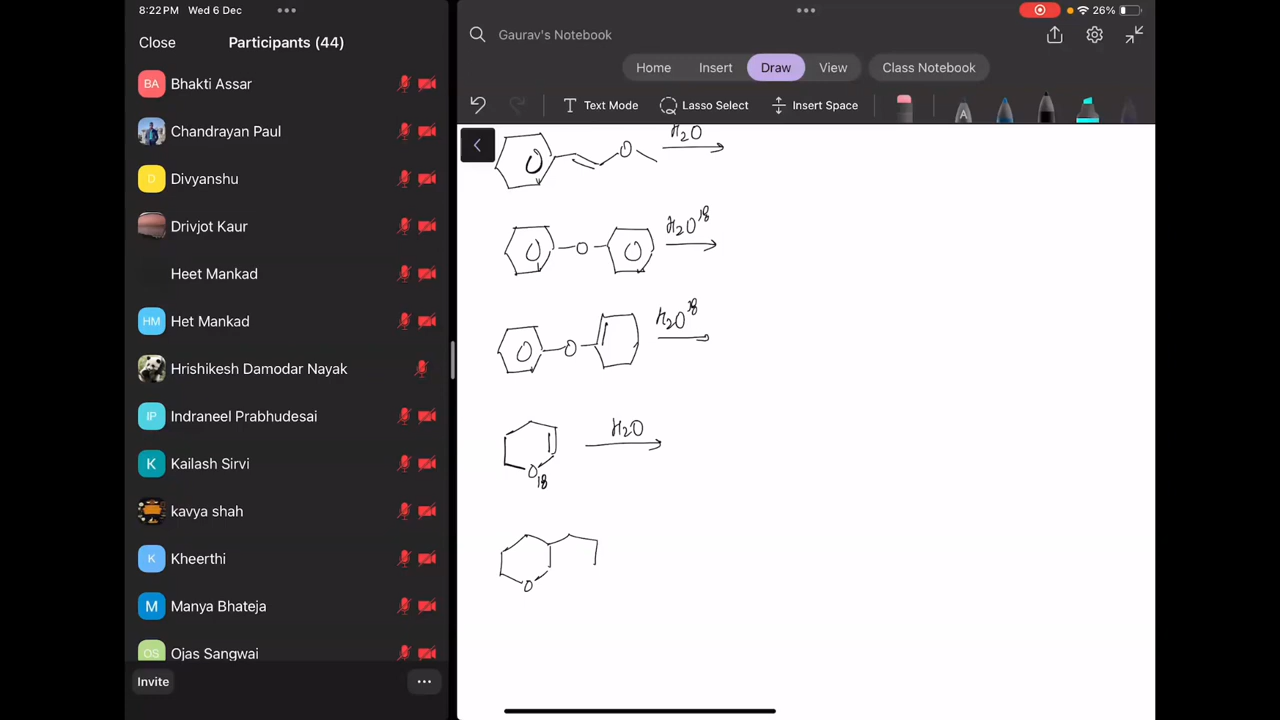 8:22PM Wed 6 Dec
26%
Close
Participants (44)
BA Bhakti Assar
Chandrayan Paul
D Divyanshu
Drivjot Kaur
Heet Mankad
HM Het Mankad
Hrishikesh Damodar Nayak
IP Indraneel Prabhudesai
K Kailash Sirvi
kavya shah
K Kheerthi
M Manya Bhateja
OS Ojas Sangwai
Invite
Gaurav's Notebook
Home Insert Draw View Class Notebook
Text Mode Lasso Select Insert Space A
O H2O
O H2O18
O H2O18
O 18 H2O
O